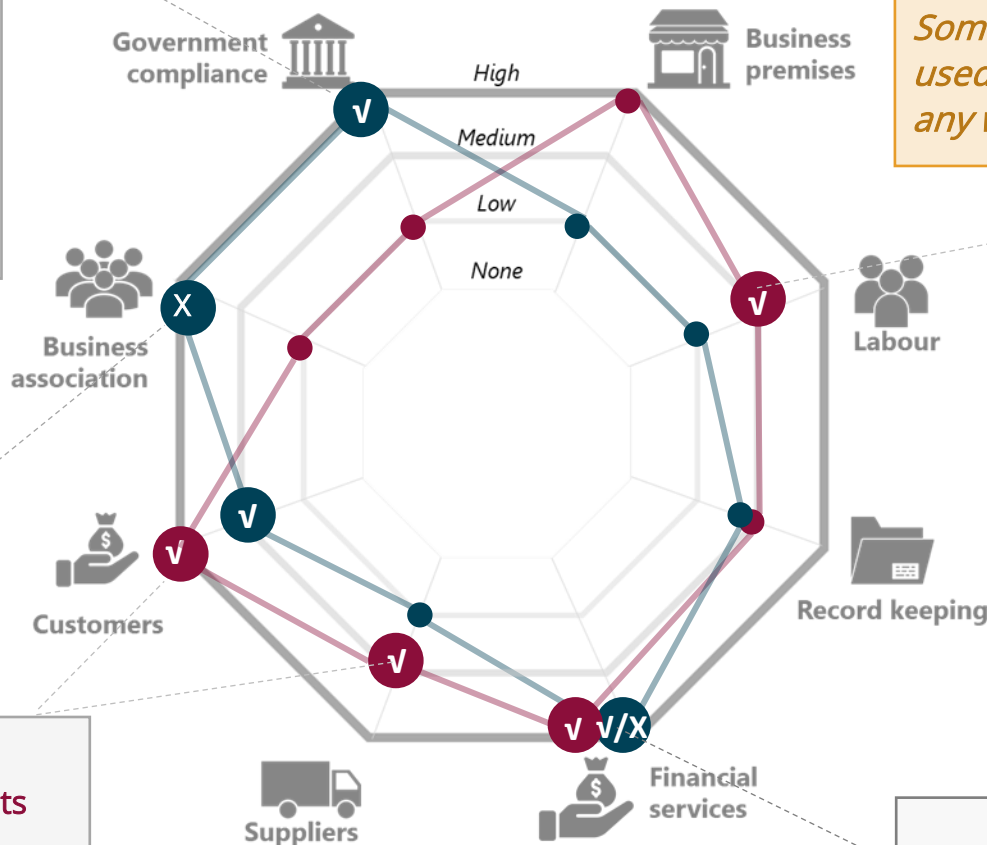 Som
used
any
Government
compliance
Business
premises
High
Medium
Low
None
√
√
X
Business
association
Labour
√
√
Customers
Record keeping
√
√
√/X
Financial
services
Suppliers
ts
$
$